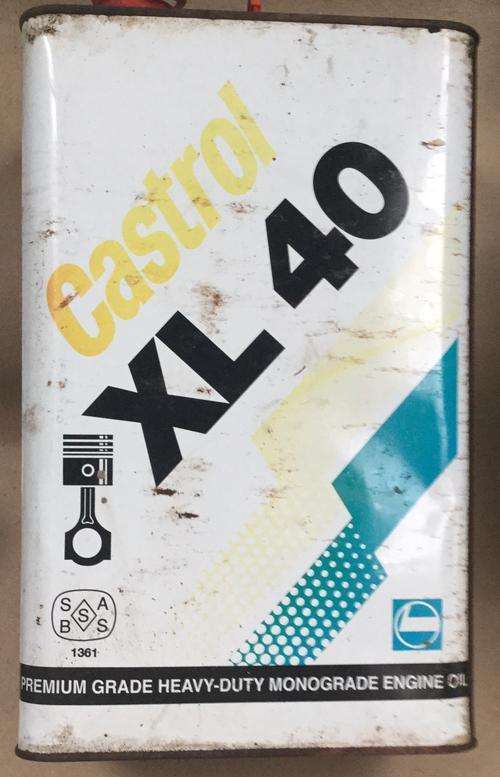 Castrol
XL 40
S A
S
B S
1361
PREMIUM GRADE HEAVY-DUTY MONOGRADE ENGINE OIL